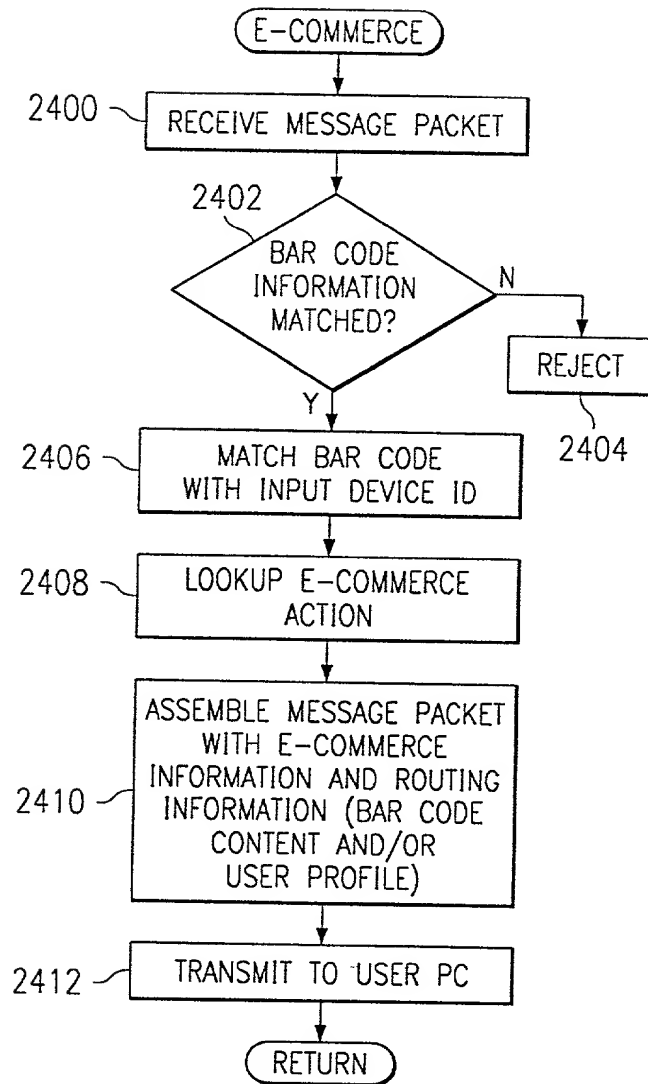 E-COMMERCE
2400
RECEIVE MESSAGE PACKET
2402
BAR CODE
INFORMATION
MATCHED?
N
REJECT
2404
Y
2406
MATCH BAR CODE
WITH INPUT DEVICE ID
2408
LOOKUP E-COMMERCE
ACTION
2410
ASSEMBLE MESSAGE PACKET
WITH E-COMMERCE
INFORMATION AND ROUTING
INFORMATION (BAR CODE
CONTENT AND/OR
USER PROFILE)
2412
TRANSMIT TO USER PC
RETURN